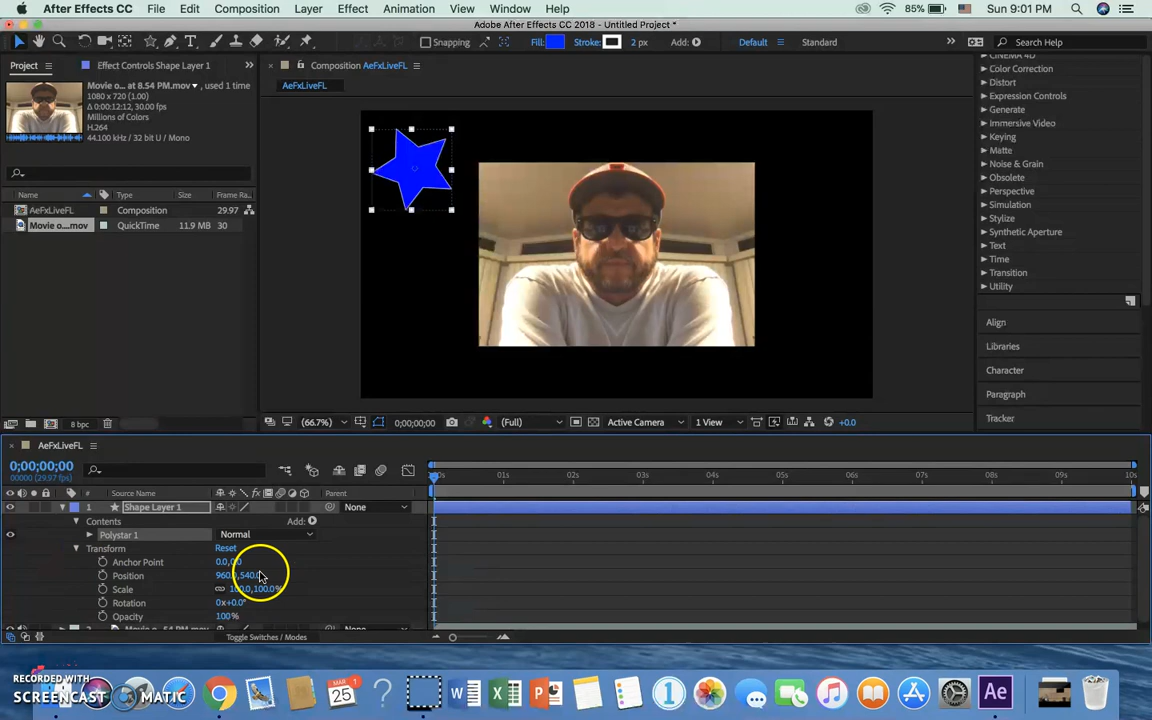 After Effects CC File Edit Composition Layer Effect Animation View Window Help 85% Sun 9:01 PM
Adobe After Effects CC 2018 - Untitled Project *
Snapping Fill: Stroke: 2 px Add: Default Standard Search Help
Project Effect Controls Shape Layer 1 Composition AeFxLiveFL
AeFxLiveFL
Movie o... at 8.54 PM.mov, used 1 time
1080 x 720 (1.00)
Δ 0:00:12:12, 30.00 fps
Millions of Colors
H.264
44.100 kHz / 32 bit U / Mono
Color Correction
Distort
Expression Controls
Generate
Immersive Video
Keying
Matte
Noise & Grain
Obsolete
Perspective
Simulation
Stylize
Synthetic Aperture
Text
Time
Transition
Utility
Align
Libraries
Character
Paragraph
Tracker
Name Type Size Frame Ra..
AeFxLiveFL Composition 29.97
Movie o....mov QuickTime 11.9 MB 30
8 bpc
(66.7%) 0;00;00;00 (Full) Active Camera 1 View +0.0
AeFxLiveFL
0;00;00;00
00000 (29.97 fps)
01s 02s 03s 04s 05s 06s 07s 08s 09s 10s
# Source Name Parent
1 Shape Layer 1 None
Contents Add:
Polystar 1 Normal
Transform Reset
Anchor Point 0.0,0.0
Position 960.0,540.0
Scale 100.0,100.0%
Rotation 0x+0.0°
Opacity 100%
Toggle Switches / Modes
RECORDED WITH
SCREENCAST MATIC
MAR
25
Ae